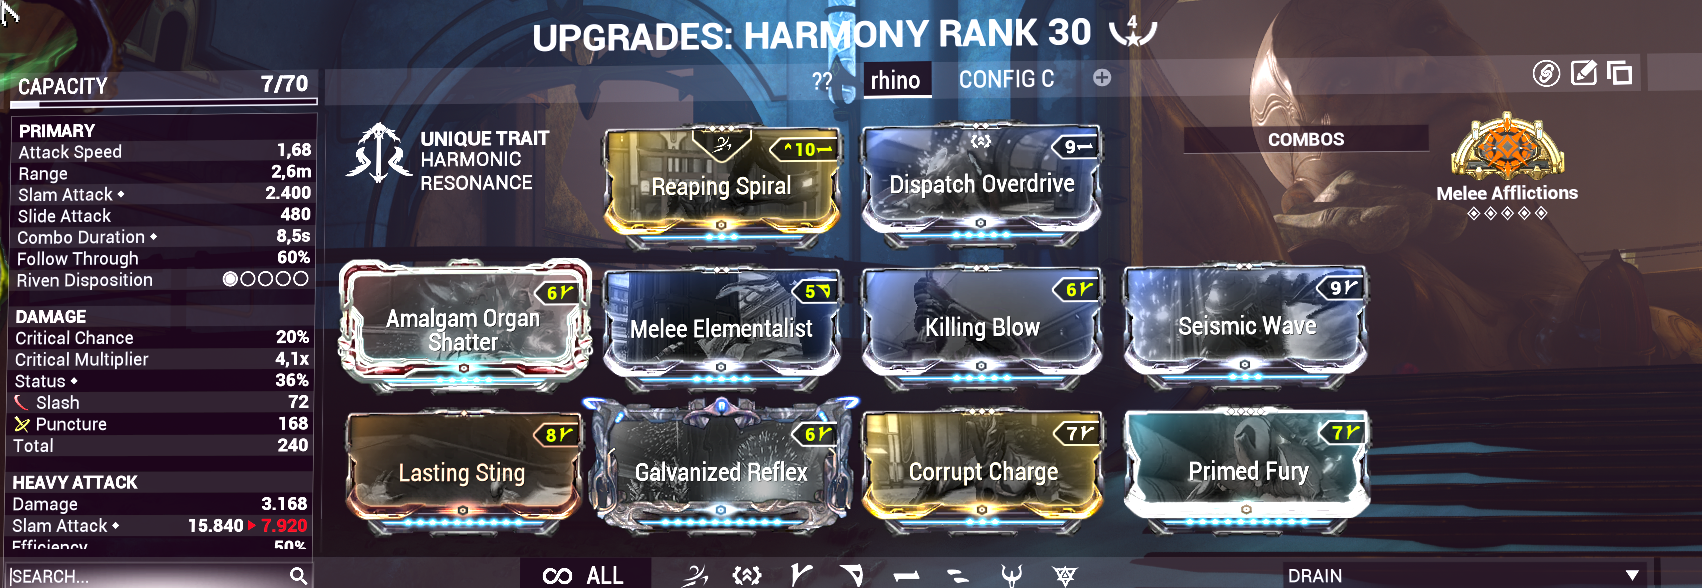 UPGRADES: HARMONY RANK 30 4
CAPACITY 7/70
?? rhino CONFIG C
PRIMARY
Attack Speed 1,68
Range 2,6m
Slam Attack 2.400
Slide Attack 480
Combo Duration 8,5s
Follow Through 60%
Riven Disposition
DAMAGE
Critical Chance 20%
Critical Multiplier 4,1x
Status 36%
Slash 72
Puncture 168
Total 240
HEAVY ATTACK
Damage 3.168
Slam Attack 15.840 7.920
Efficiency 50%
SEARCH...
UNIQUE TRAIT
HARMONIC
RESONANCE
10
Reaping Spiral
9
Dispatch Overdrive
COMBOS
Melee Afflictions
6
Amalgam Organ
Shatter
5
Melee Elementalist
6
Killing Blow
9
Seismic Wave
8
Lasting Sting
6
Galvanized Reflex
7
Corrupt Charge
7
Primed Fury
ALL
DRAIN